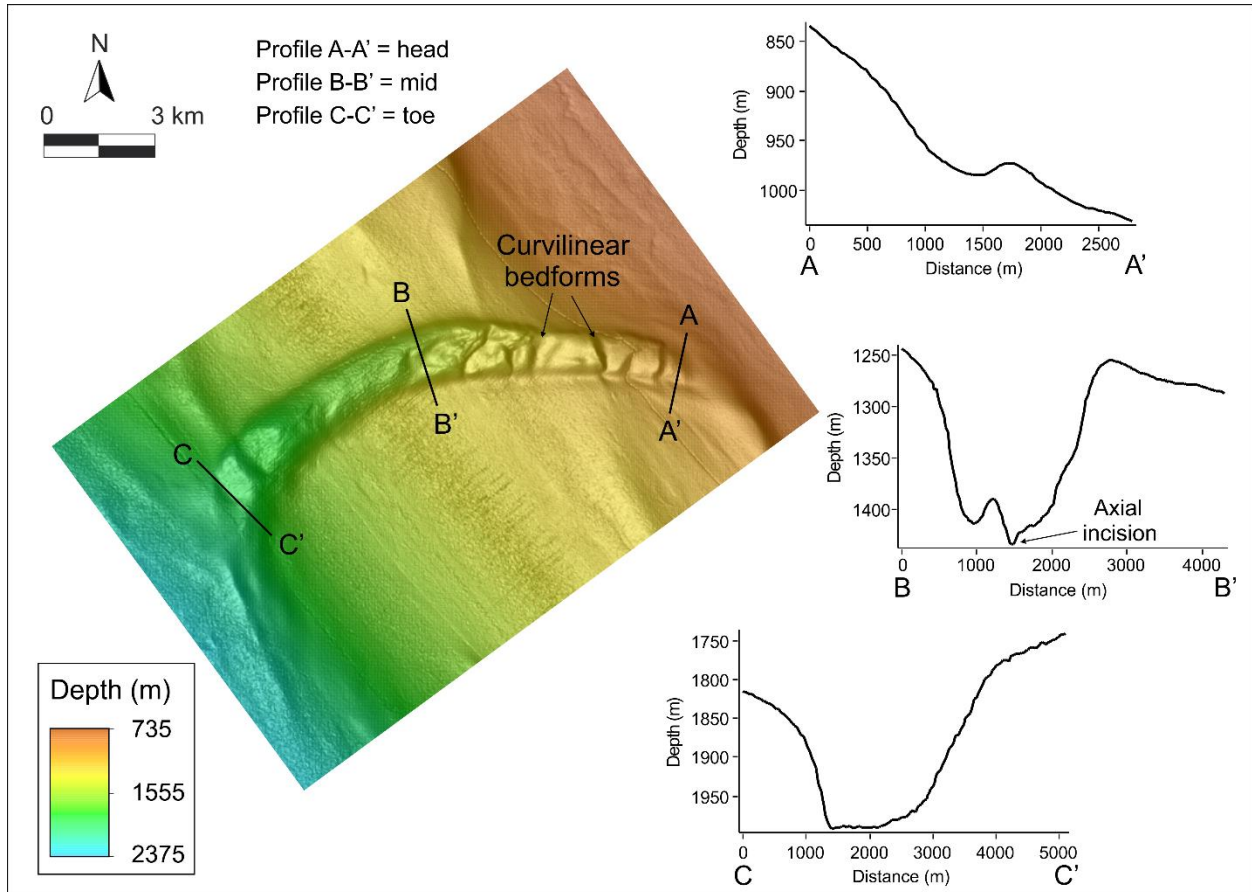 N
0 3 km
Profile A-A’ = head
Profile B-B’ = mid
Profile C-C’ = toe
Curvilinear
bedforms
A
B
A’
B’
C
C’
Depth (m)
735
1555
2375
850
900
950
1000
Depth (m)
0 500 1000 1500 2000 2500
A Distance (m) A’
1250
1300
1350
1400
Depth (m)
Axial
incision
0 1000 2000 3000 4000
B Distance (m) B’
1750
1800
1850
1900
1950
Depth (m)
0 1000 2000 3000 4000 5000
C Distance (m) C’